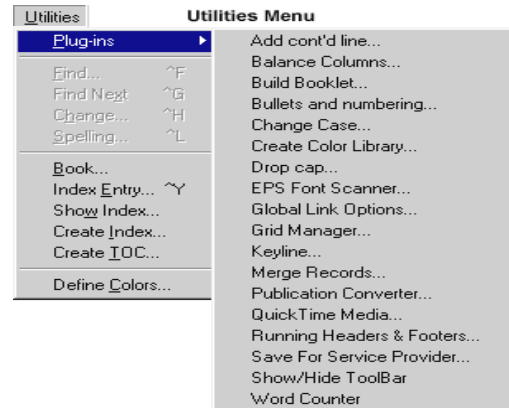 Utilities
Utilities Menu
Plug-ins
Find... ^F
Find Next ^G
Change... ^H
Spelling... ^L
Book...
Index Entry... ^Y
Show Index...
Create Index...
Create TOC...
Define Colors...
Add cont'd line...
Balance Columns...
Build Booklet...
Bullets and numbering...
Change Case...
Create Color Library...
Drop cap...
EPS Font Scanner...
Global Link Options...
Grid Manager...
Keyline...
Merge Records...
Publication Converter...
QuickTime Media...
Running Headers & Footers...
Save For Service Provider...
Show/Hide ToolBar
Word Counter